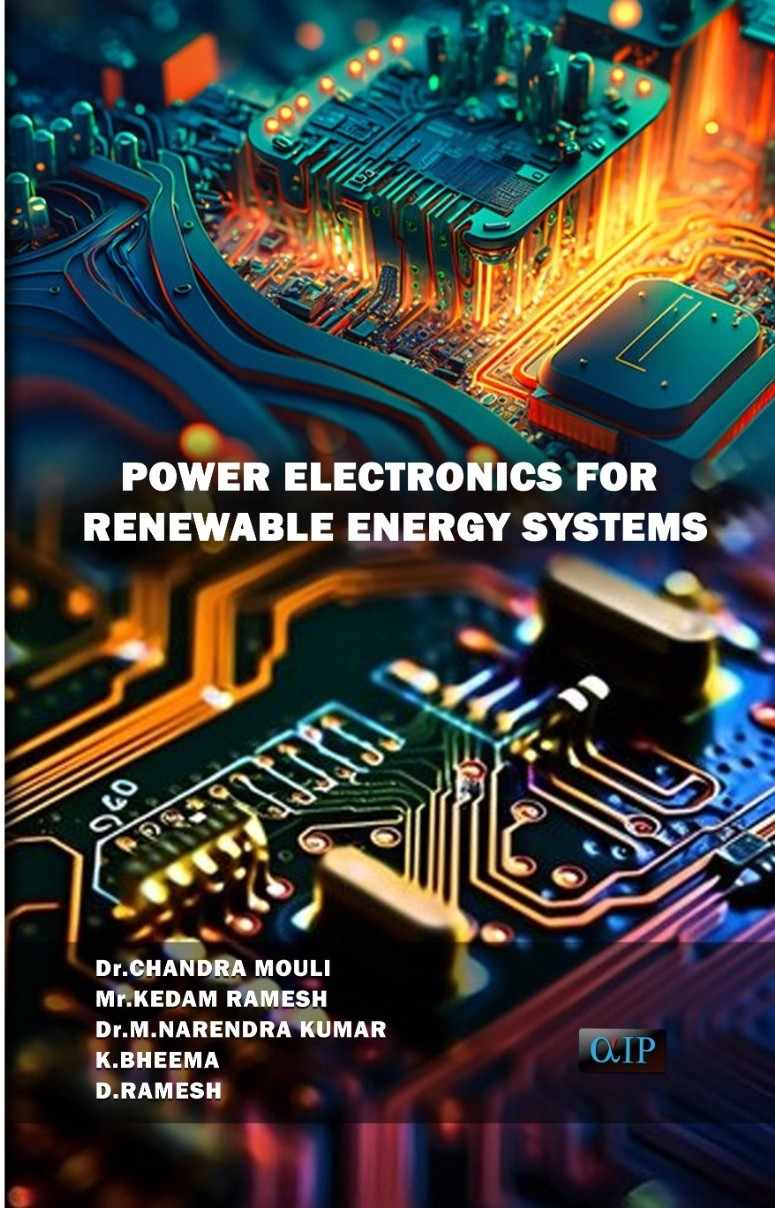 POWER ELECTRONICS FOR
RENEWABLE ENERGY SYSTEMS
Dr.CHANDRA MOULI
Mr.KEDAM RAMESH
Dr.M.NARENDRA KUMAR
K.BHEEMA
D.RAMESH
αIP